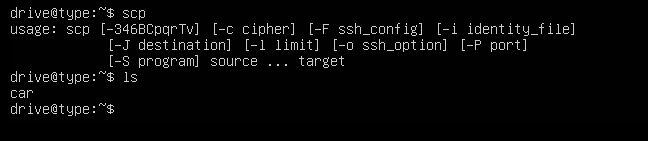 drive@type:~$ scp
usage: scp [-346BCpqrTv] [-c cipher] [-F ssh_config] [-i identity_file]
           [-J destination] [-l limit] [-o ssh_option] [-P port]
           [-S program] source ... target
drive@type:~$ ls
car
drive@type:~$